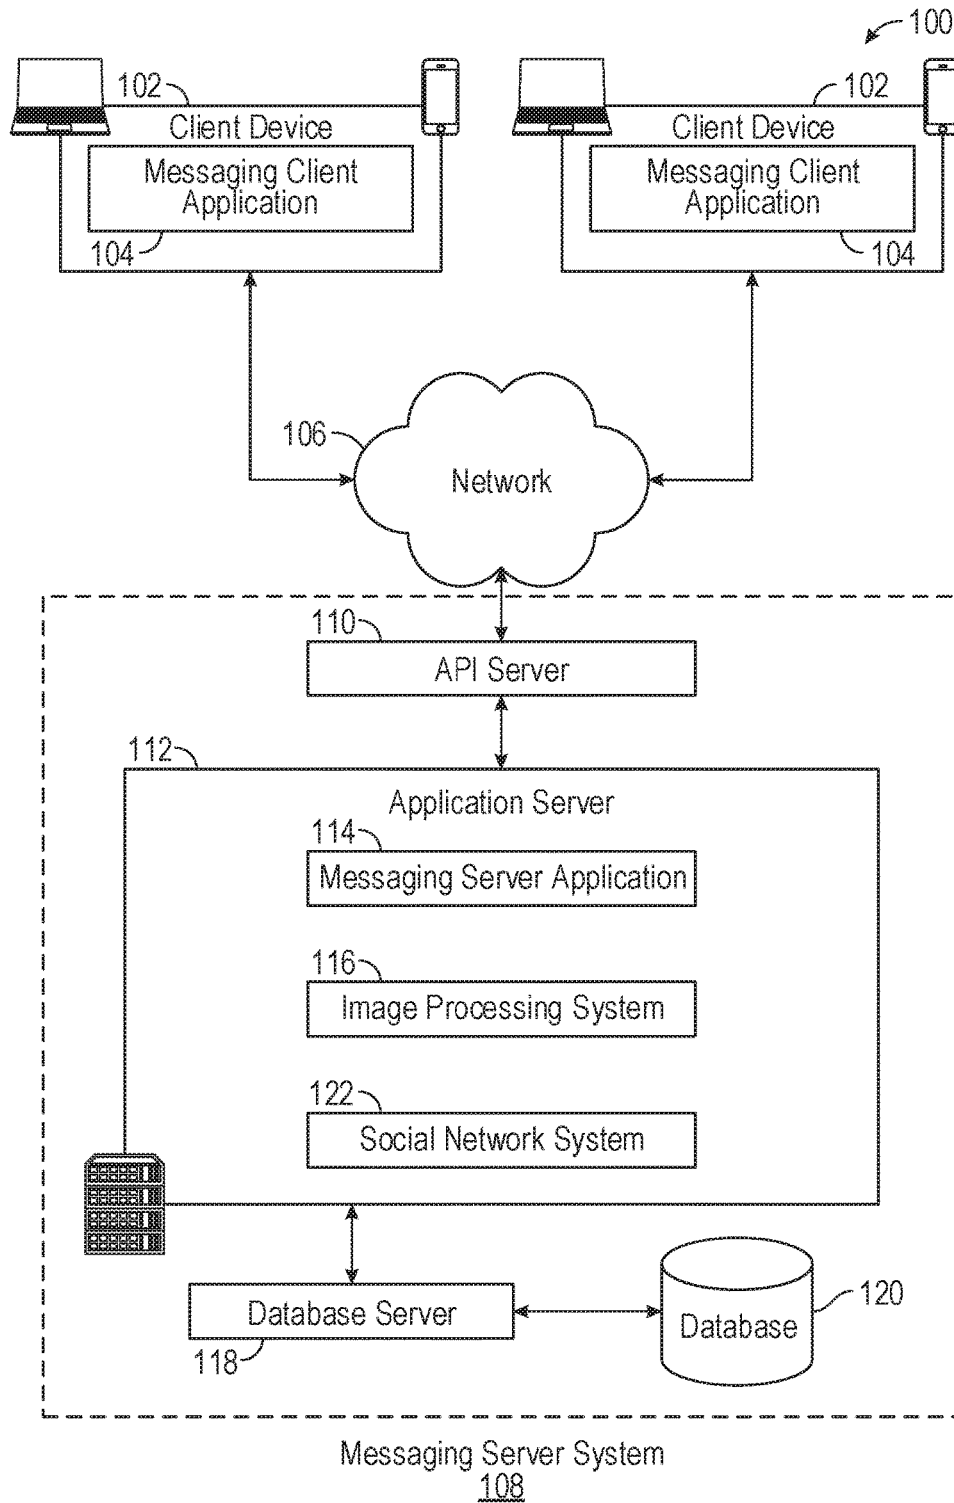 100
102
102
Client Device
Client Device
Messaging Client
Application
Messaging Client
Application
104
104
106
Network
110
API Server
112
Application Server
114
Messaging Server Application
116
Image Processing System
122
Social Network System
Database Server
118
Database
120
Messaging Server System
108